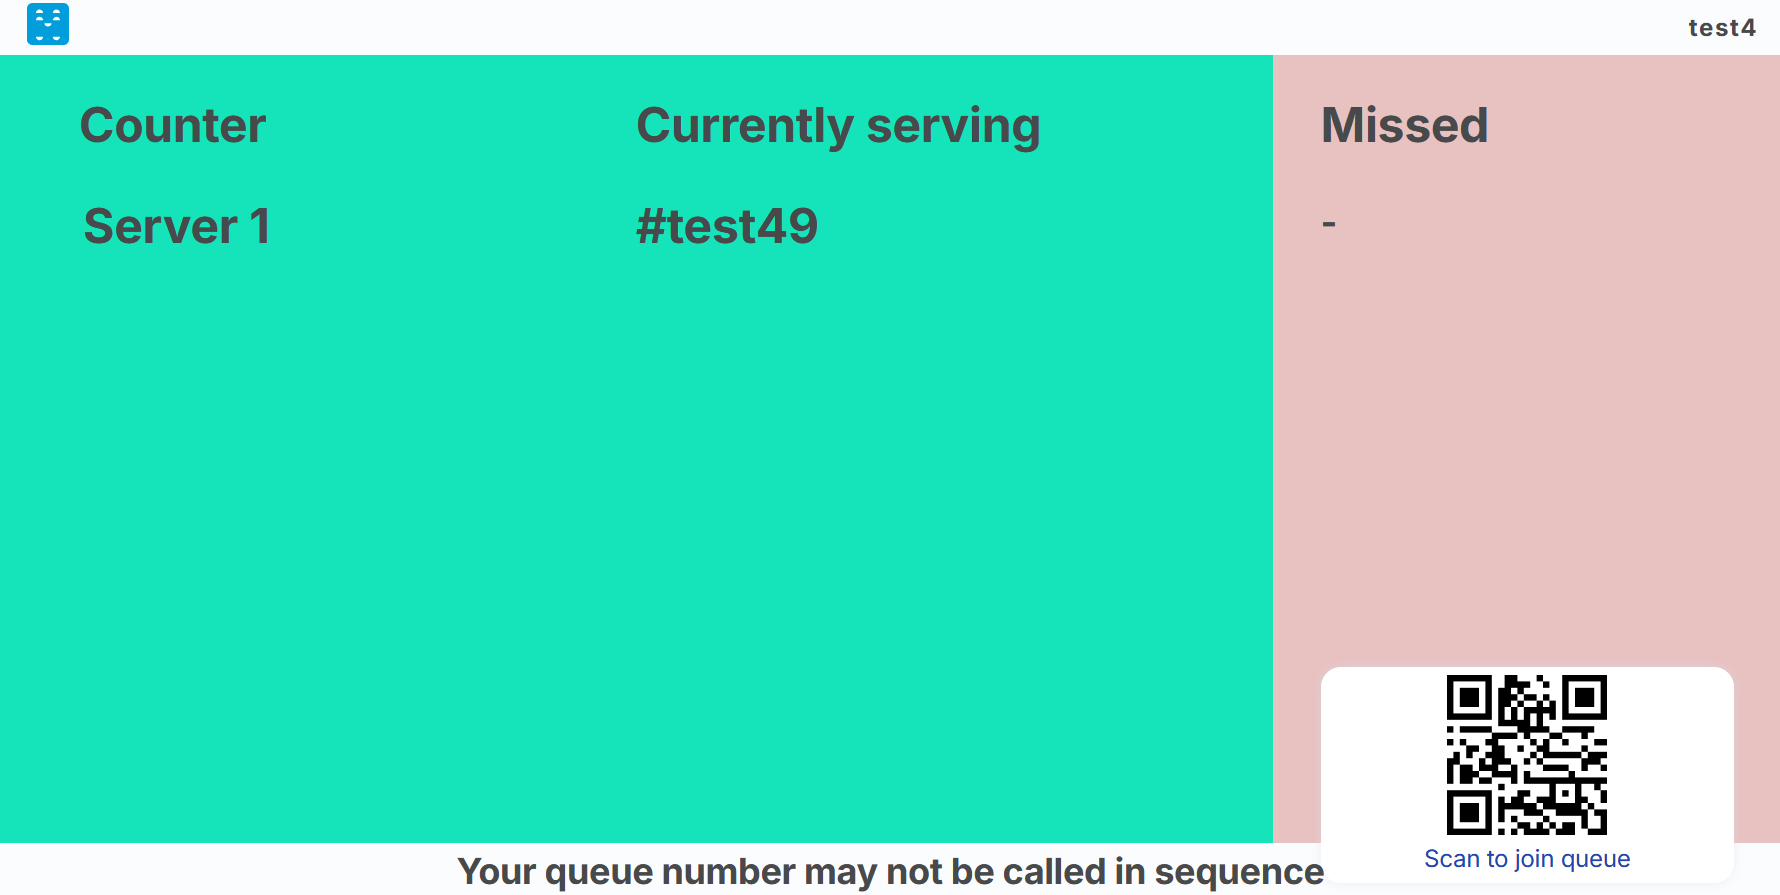 test4
Counter
Currently serving
Missed
Server 1
#test49
-
Scan to join queue
Your queue number may not be called in sequence